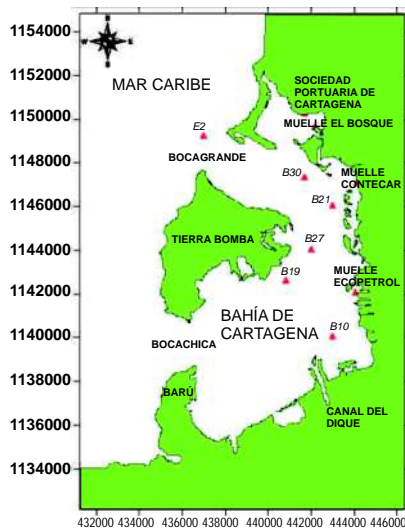 1154000
1152000
1150000
1148000
1146000
1144000
1142000
1140000
1138000
1136000
1134000
MAR CARIBE
SOCIEDAD
PORTUARIA DE
CARTAGENA
MUELLE EL BOSQUE
E2
BOCAGRANDE
B30
MUELLE
CONTECAR
B21
TIERRA BOMBA
B27
B19
MUELLE
ECOPETROL
BAHÍA DE
CARTAGENA
B10
BOCACHICA
BARÚ
CANAL DEL
DIQUE
432000 434000 436000 438000 440000 442000 444000 446000